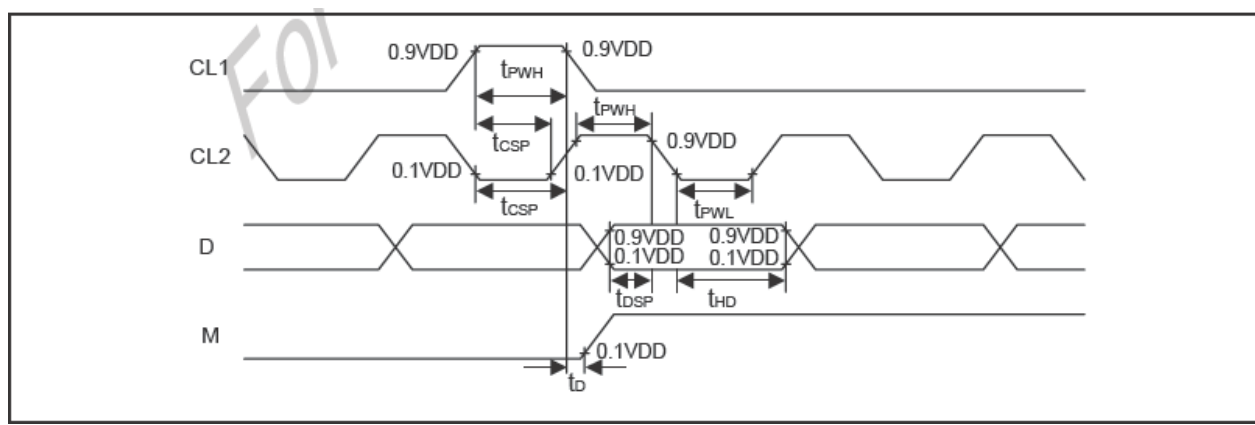 For
CL1
0.9VDD
0.9VDD
tPWH
tPWH
tCSP
CL2
0.9VDD
0.1VDD
0.1VDD
tCSP
tPWL
D
0.9VDD
0.9VDD
0.1VDD
0.1VDD
tDSP
tHD
M
0.1VDD
tD